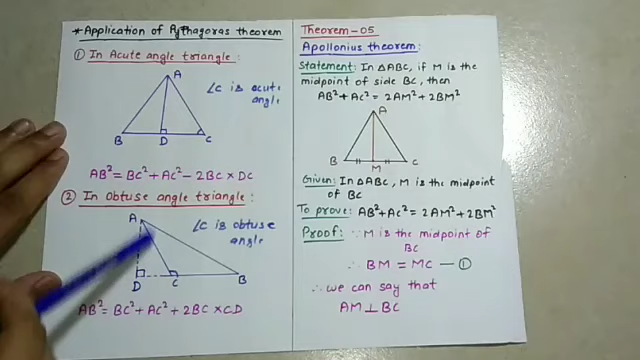 *Application of Pythagoras theorem
① In Acute angle triangle:
A
∠C is acute
angle
B
D
C
AB² = BC² + AC² - 2BC × DC
② In Obtuse angle triangle:
A
∠C is obtuse
angle
D
C
B
AB² = BC² + AC² + 2BC × CD
Theorem-05
Apollonius theorem:
Statement: In △ABC, if M is the
midpoint of side BC, then
AB² + AC² = 2AM² + 2BM²
A
B
M
C
Given: In △ABC, M is the midpoint
of BC
To prove: AB² + AC² = 2AM² + 2BM²
Proof: ∵ M is the midpoint of
BC
∴ BM = MC — ①
∴ we can say that
AM ⊥ BC